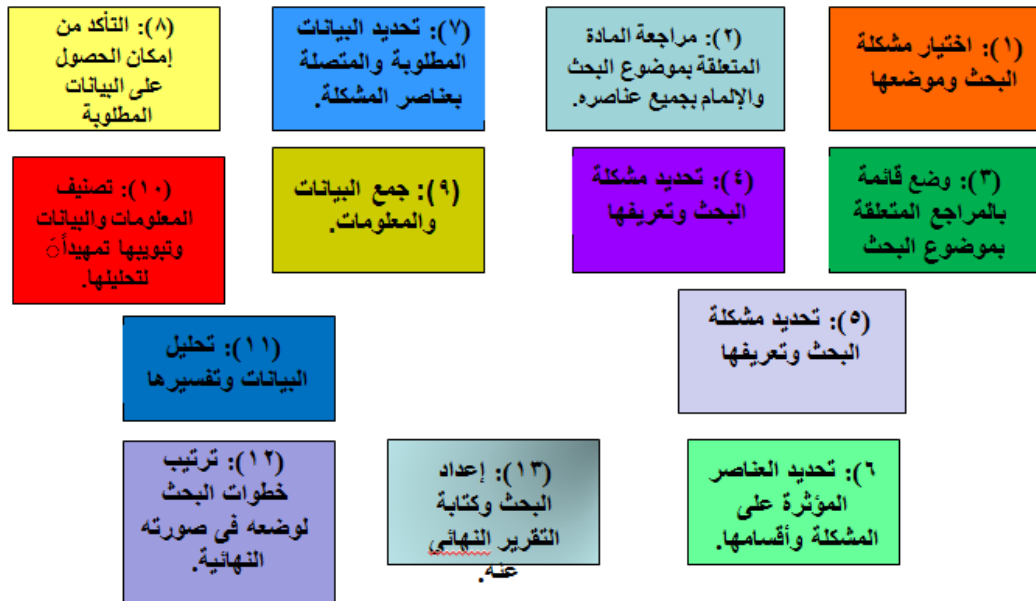 (١): اختيار مشكلة
البحث وموضعها
(٢): مراجعة المادة
المتعلقة بموضوع البحث
والإلمام بجميع عناصره.
(٣): وضع قائمة
بالمراجع المتعلقة
بموضوع البحث
(٤): تحديد مشكلة
البحث وتعريفها
(٥): تحديد مشكلة
البحث وتعريفها
(٦): تحديد العناصر
المؤثرة على
المشكلة وأقسامها.
(٧): تحديد البيانات
المطلوبة والمتصلة
بعناصر المشكلة.
(٨): التأكد من
إمكان الحصول
على البيانات
المطلوبة
(٩): جمع البيانات
والمعلومات.
(١٠): تصنيف
المعلومات والبيانات
وتبويبها تمهيدأ َ
لتحليلها.
(١١): تحليل
البيانات وتفسيرها
(١٢): ترتيب
خطوات البحث
لوضعه فى صورته
النهائية.
(١٣): إعداد
البحث وكتابة
التقرير النهائي
عنه.